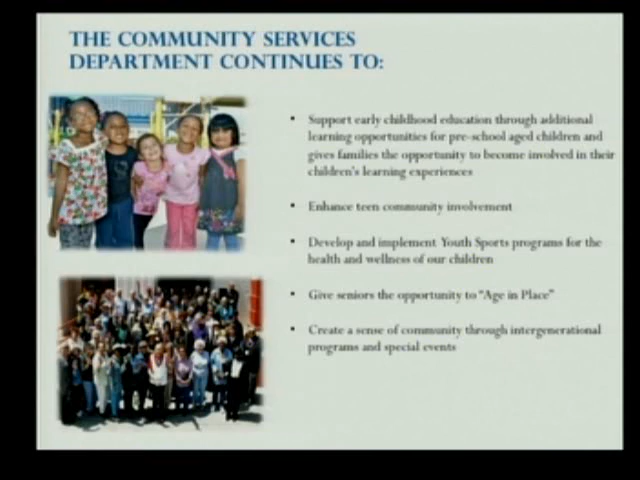 THE COMMUNITY SERVICES
DEPARTMENT CONTINUES TO:
• Support early childhood education through additional
learning opportunities for pre-school aged children and
gives families the opportunity to become involved in their
children's learning experiences
• Enhance teen community involvement
• Develop and implement Youth Sports programs for the
health and wellness of our children
• Give seniors the opportunity to "Age in Place"
• Create a sense of community through intergenerational
programs and special events